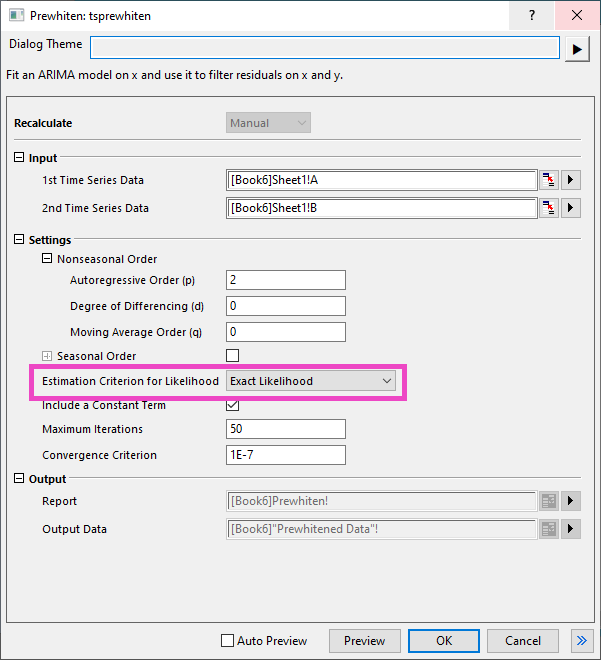 Prewhiten: tsprewhiten
Dialog Theme
Fit an ARIMA model on x and use it to filter residuals on x and y.
Recalculate Manual
Input
1st Time Series Data [Book6]Sheet1!A
2nd Time Series Data [Book6]Sheet1!B
Settings
Nonseasonal Order
Autoregressive Order (p) 2
Degree of Differencing (d) 0
Moving Average Order (q) 0
Seasonal Order
Estimation Criterion for Likelihood Exact Likelihood
Include a Constant Term
Maximum Iterations 50
Convergence Criterion 1E-7
Output
Report [Book6]Prewhiten!
Output Data [Book6]"Prewhitened Data"!
Auto Preview Preview OK Cancel